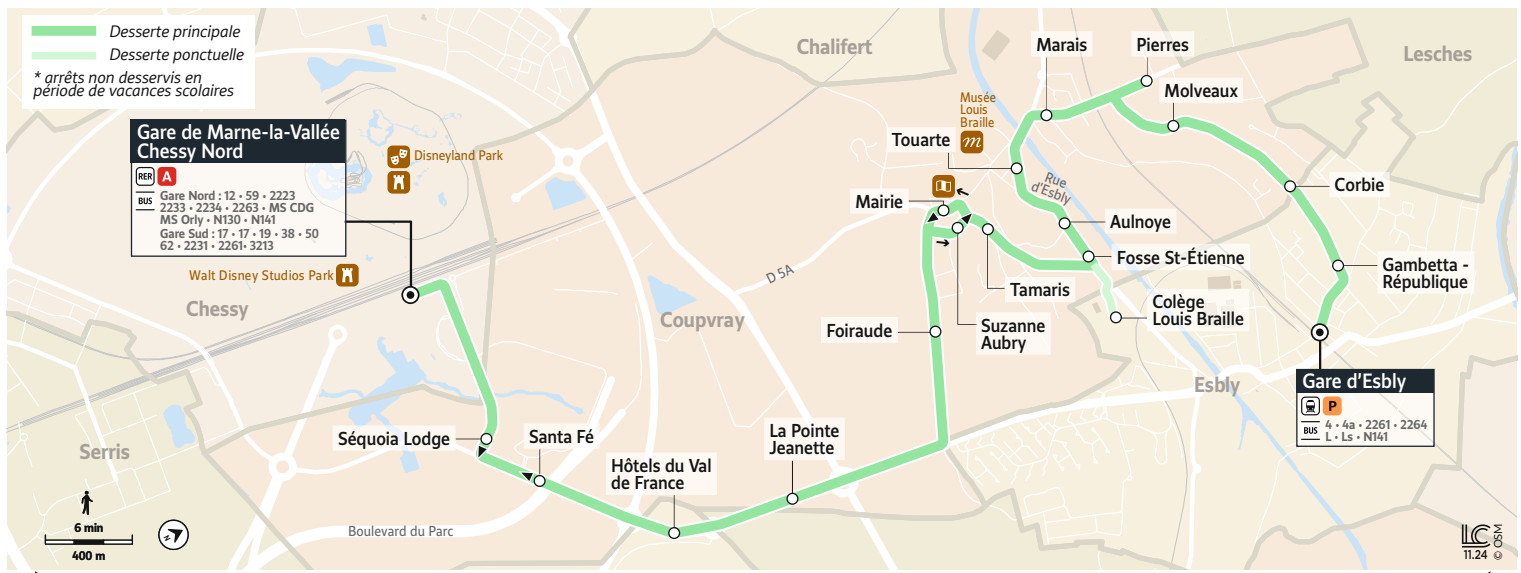 Desserte principale
Desserte ponctuelle
* arrêts non desservis en
période de vacances scolaires
Gare de Marne-la-Vallée
Chessy Nord
RER A
BUS
Gare Nord : 12 • 59 • 2223
2233 • 2234 • 2263 • MS CDG
MS Orly • N130 • N141
Gare Sud : 17 • 17 • 19 • 38 • 50
62 • 2231 • 2261• 3213
Disneyland Park
Walt Disney Studios Park
Chessy
Serris
Séquoia Lodge
Santa Fé
Hôtels du Val
de France
La Pointe
Jeanette
Boulevard du Parc
Coupvray
D 5A
Chalifert
Lesches
Foiraude
Mairie
Suzanne
Aubry
Tamaris
Touarte
Musée
Louis
Braille
m
Marais
Pierres
Molveaux
Rue
d'Esbly
Aulnoye
Fosse St-Étienne
Colège
Louis Braille
Corbie
Gambetta -
République
Esbly
Gare d'Esbly
P
BUS
4 • 4a • 2261 • 2264
L • Ls • N141
6 min
400 m
LC
11.24
© OSM